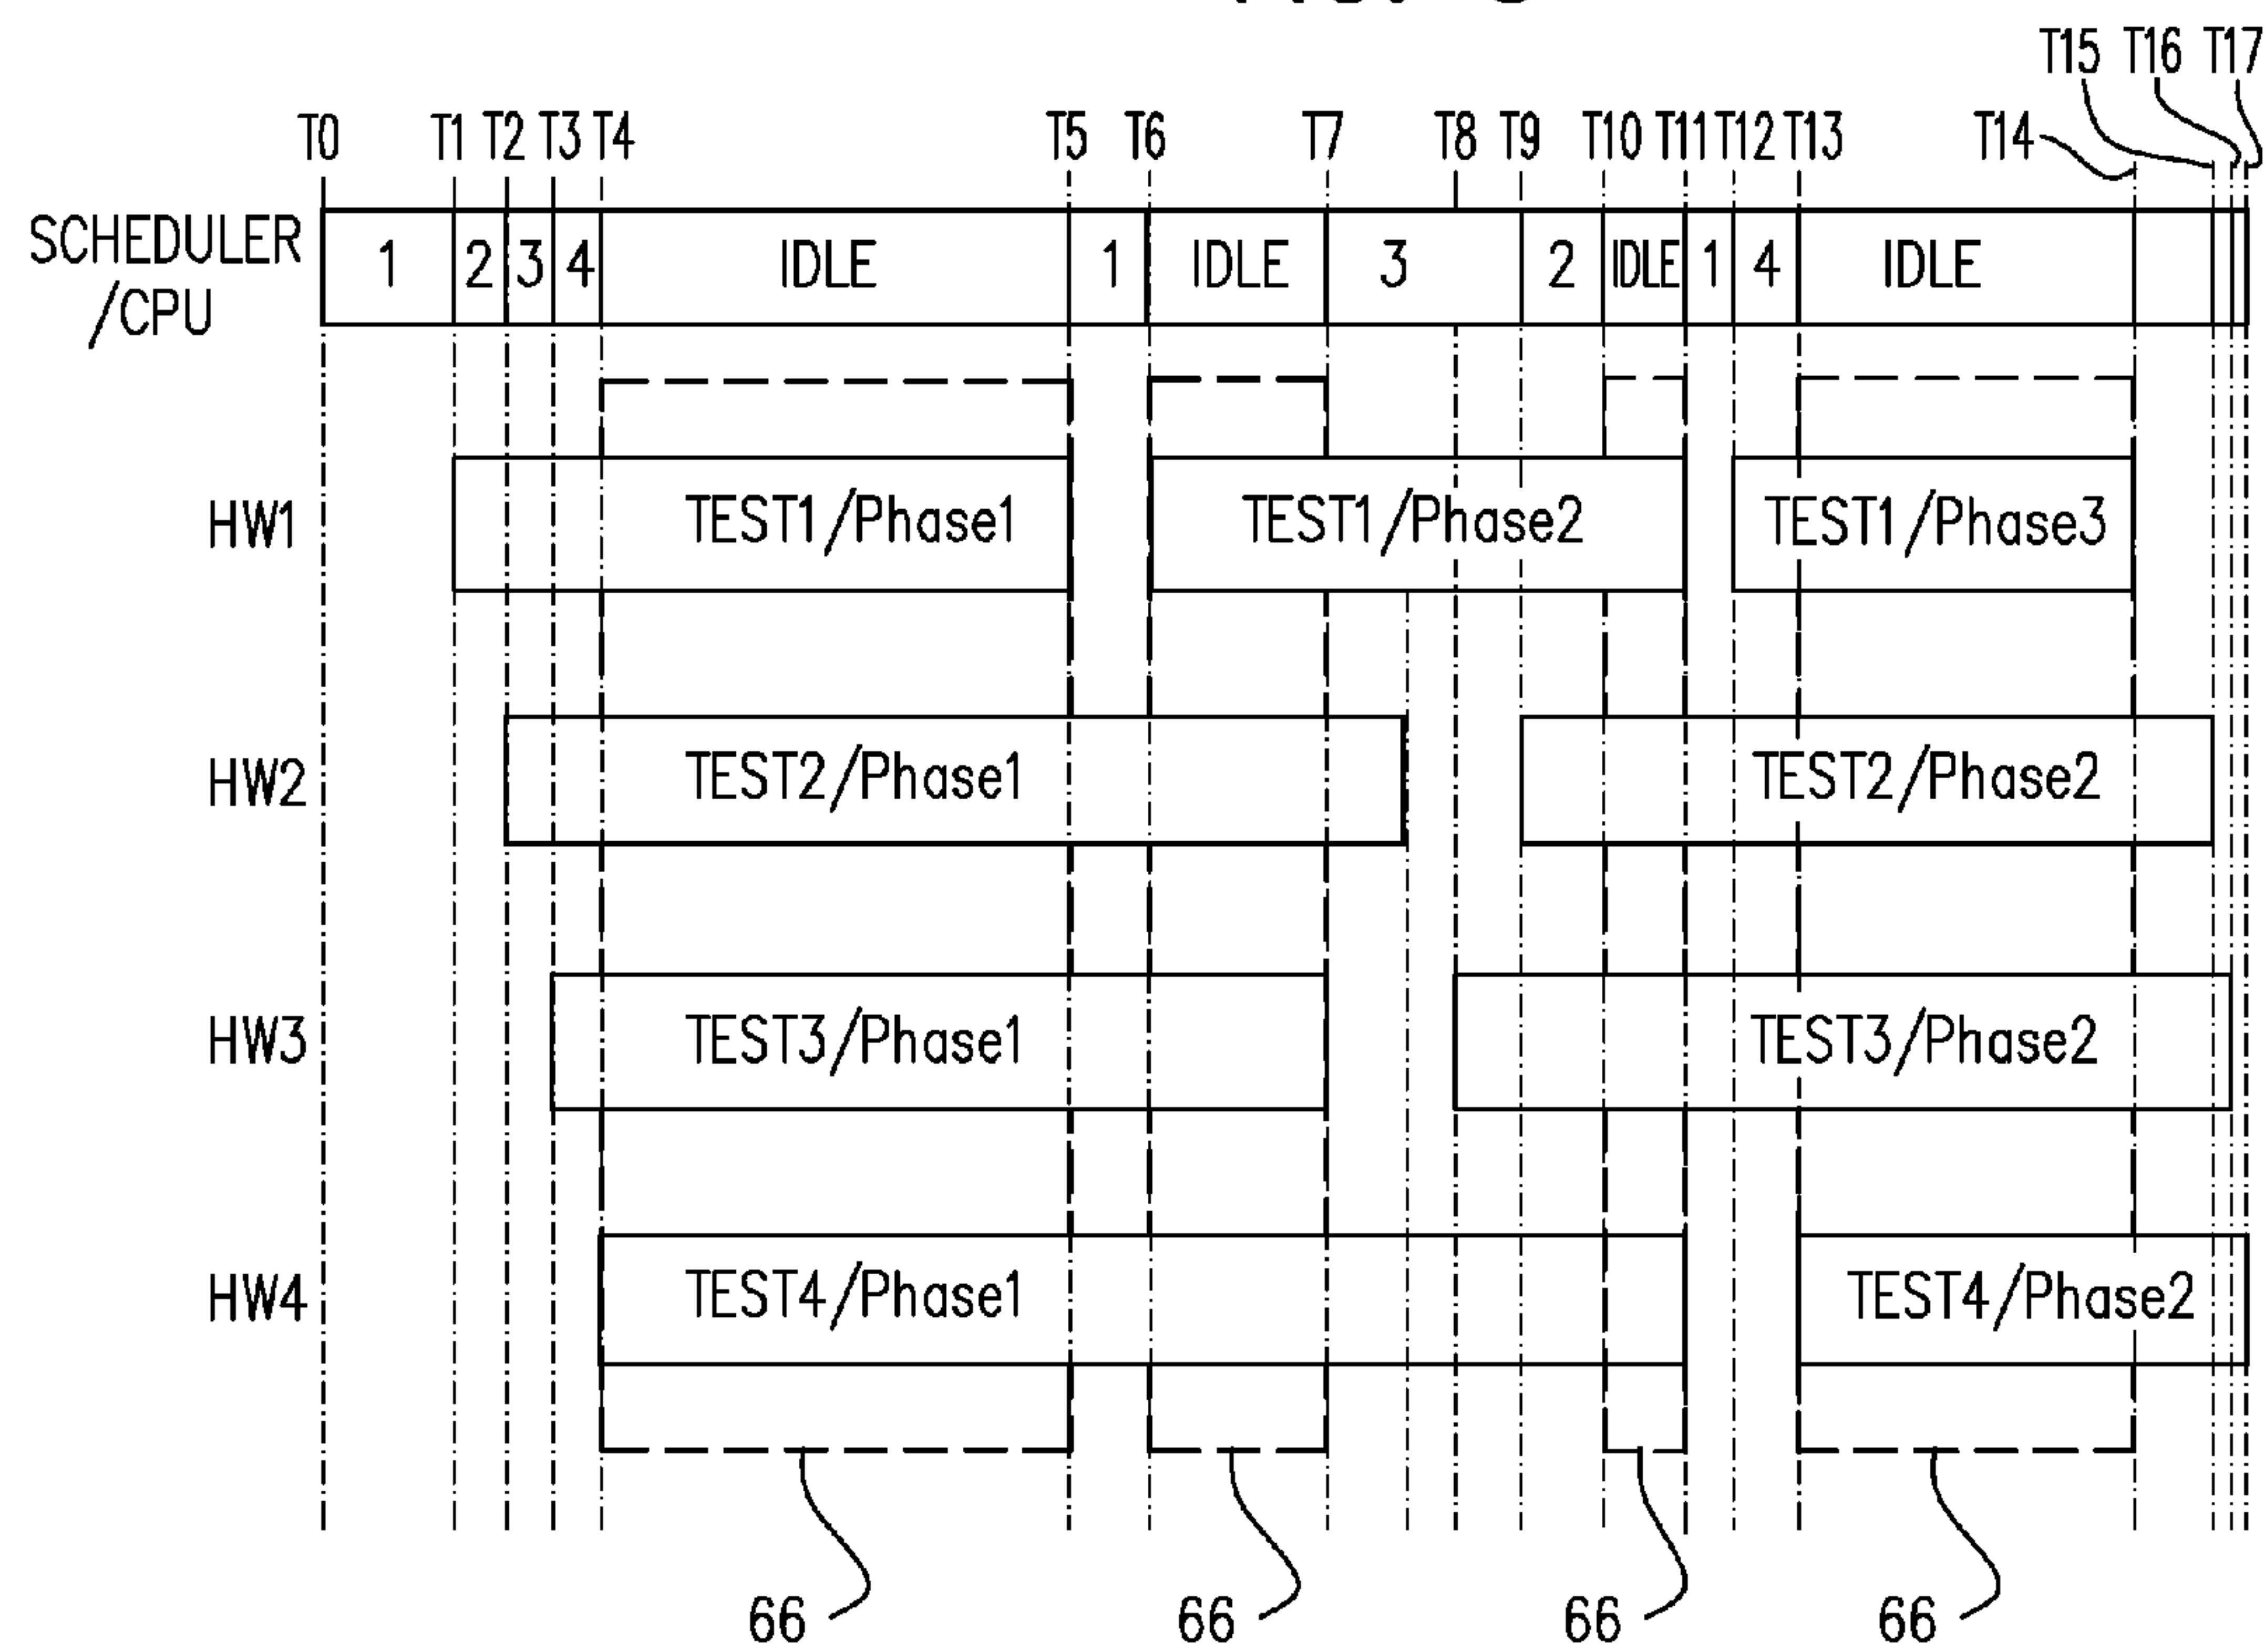 T15 T16 T17
T0 T1 T2 T3 T4 T5 T6 T7 T8 T9 T10 T11 T12 T13 T14
SCHEDULER
/CPU
1 2 3 4 IDLE 1 IDLE 3 2 IDLE 1 4 IDLE
HW1 TEST1/Phase1 TEST1/Phase2 TEST1/Phase3
HW2 TEST2/Phase1 TEST2/Phase2
HW3 TEST3/Phase1 TEST3/Phase2
HW4 TEST4/Phase1 TEST4/Phase2
66 66 66 66